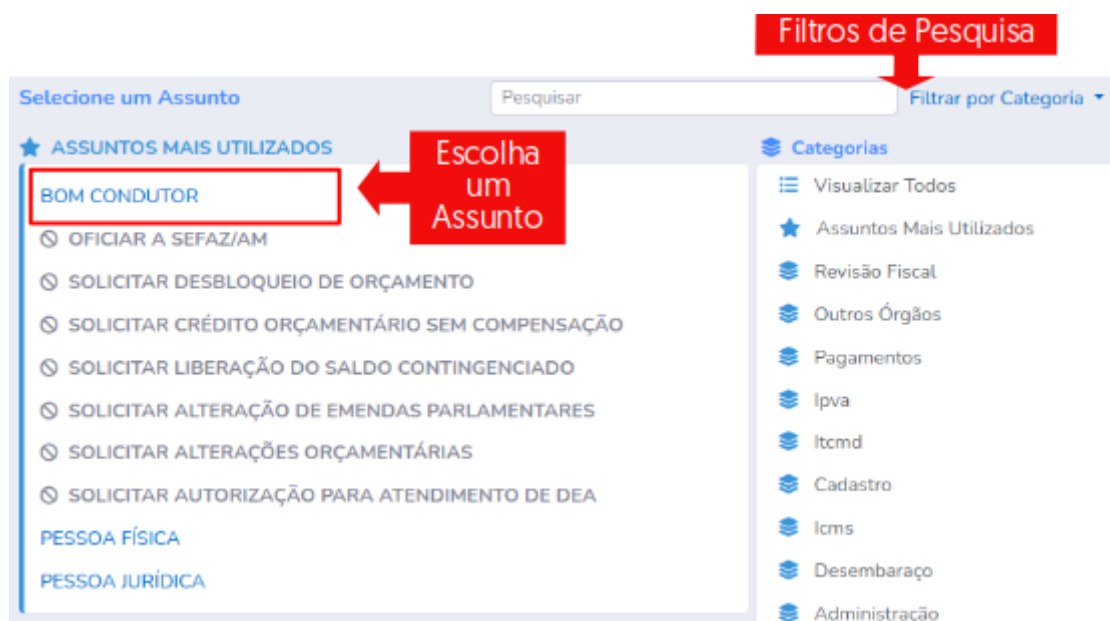 Filtros de Pesquisa
Selecione um Assunto
Pesquisar
Filtrar por Categoria
ASSUNTOS MAIS UTILIZADOS
Escolha
um
Assunto
BOM CONDUTOR
OFICIAR A SEFAZ/AM
SOLICITAR DESBLOQUEIO DE ORÇAMENTO
SOLICITAR CRÉDITO ORÇAMENTÁRIO SEM COMPENSAÇÃO
SOLICITAR LIBERAÇÃO DO SALDO CONTINGENCIADO
SOLICITAR ALTERAÇÃO DE EMENDAS PARLAMENTARES
SOLICITAR ALTERAÇÕES ORÇAMENTÁRIAS
SOLICITAR AUTORIZAÇÃO PARA ATENDIMENTO DE DEA
PESSOA FÍSICA
PESSOA JURÍDICA
Categorias
Visualizar Todos
Assuntos Mais Utilizados
Revisão Fiscal
Outros Órgãos
Pagamentos
Ipva
Itcmd
Cadastro
Icms
Desembaraço
Administração